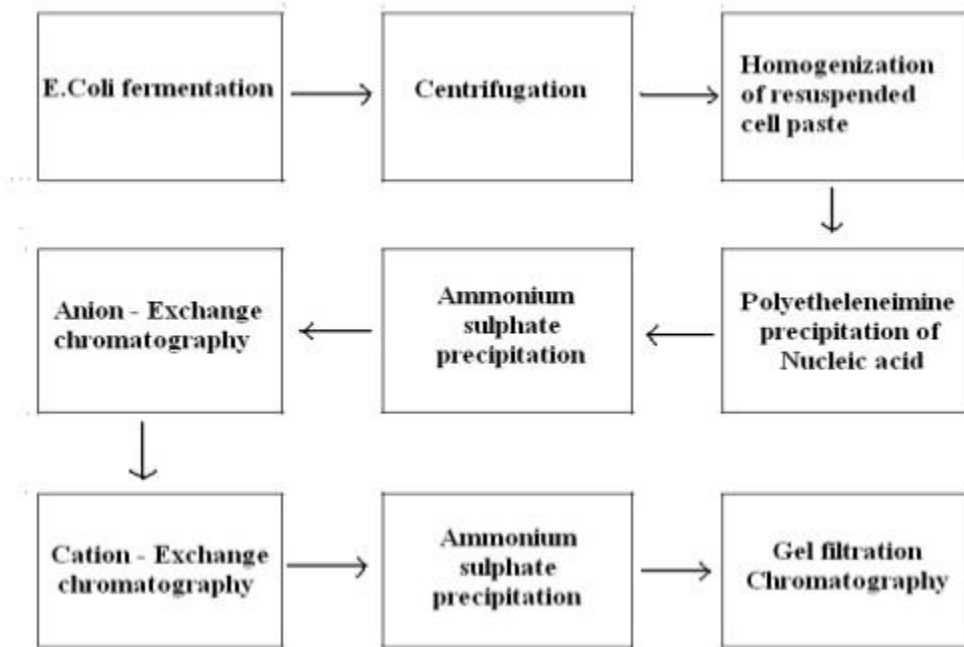 E.Coli fermentation
Centrifugation
Homogenization
of resuspended
cell paste
Polyetheleneimine
precipitation of
Nucleic acid
Ammonium
sulphate
precipitation
Anion - Exchange
chromatography
Cation - Exchange
chromatography
Ammonium
sulphate
precipitation
Gel filtration
Chromatography